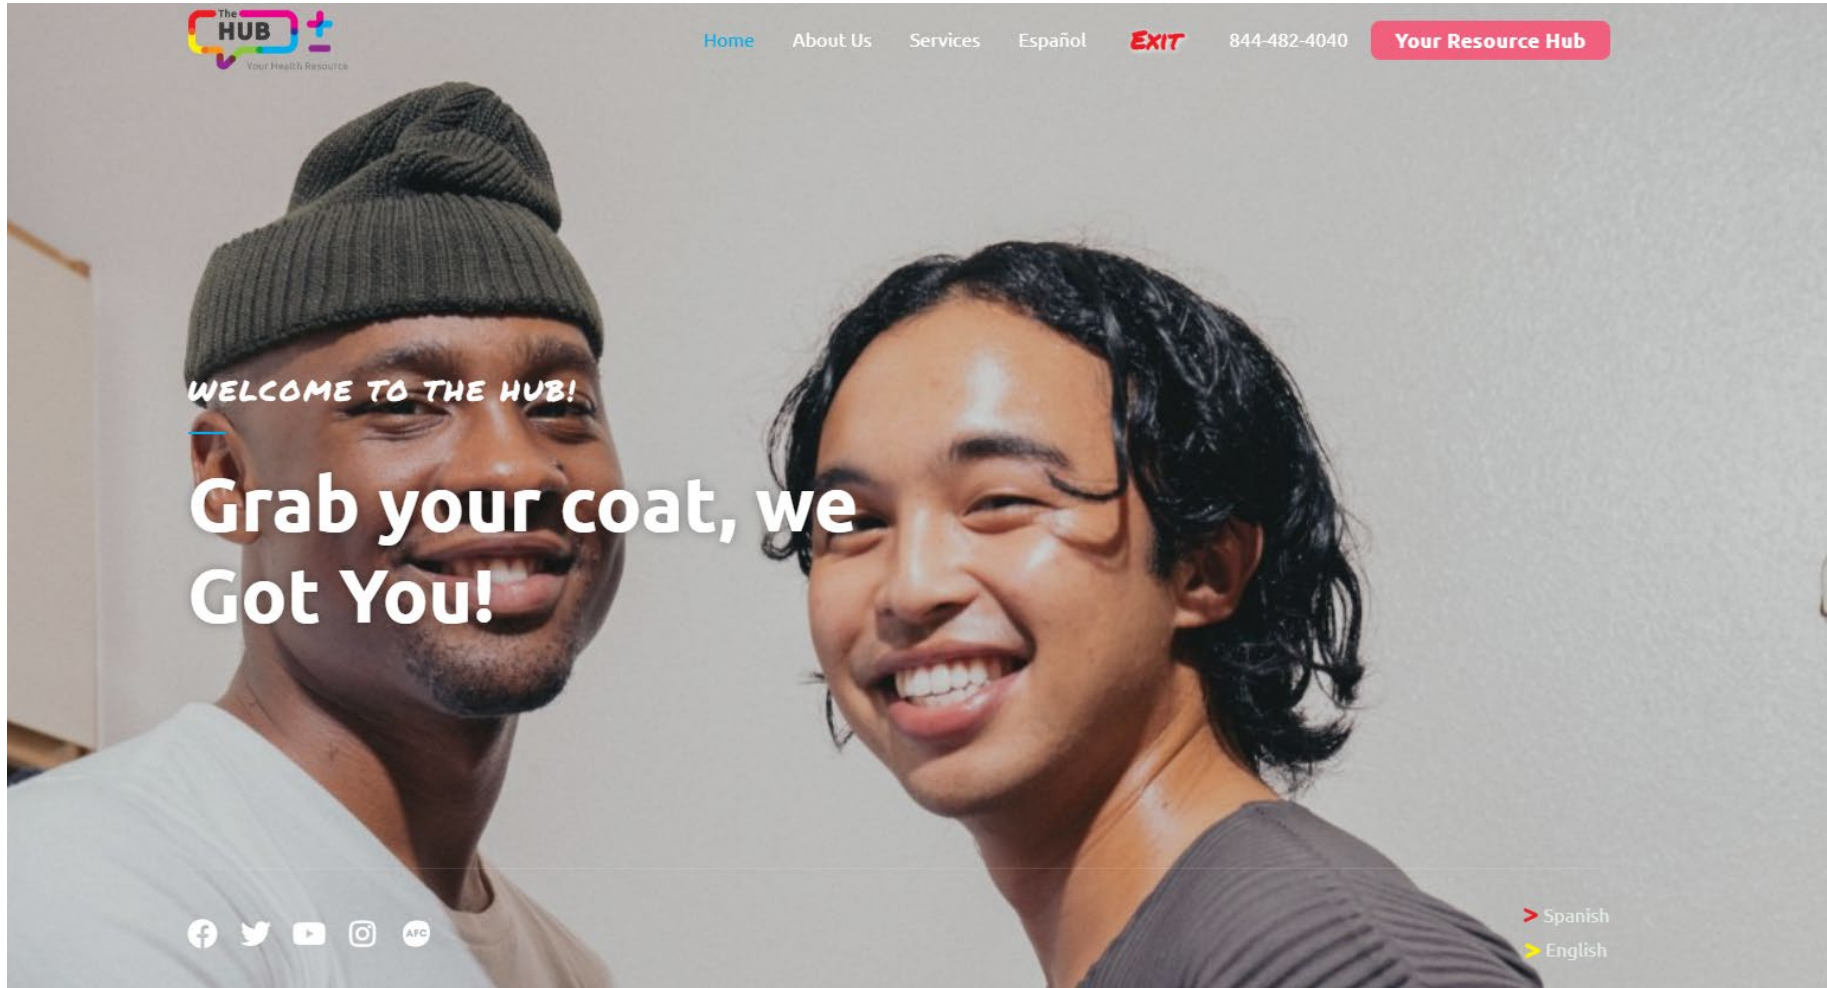 The
HUB
Your Health Resource
Home About Us Services Español EXIT 844-482-4040 Your Resource Hub
WELCOME TO THE HUB!
Grab your coat, we
Got You!
AFC
> Spanish
> English